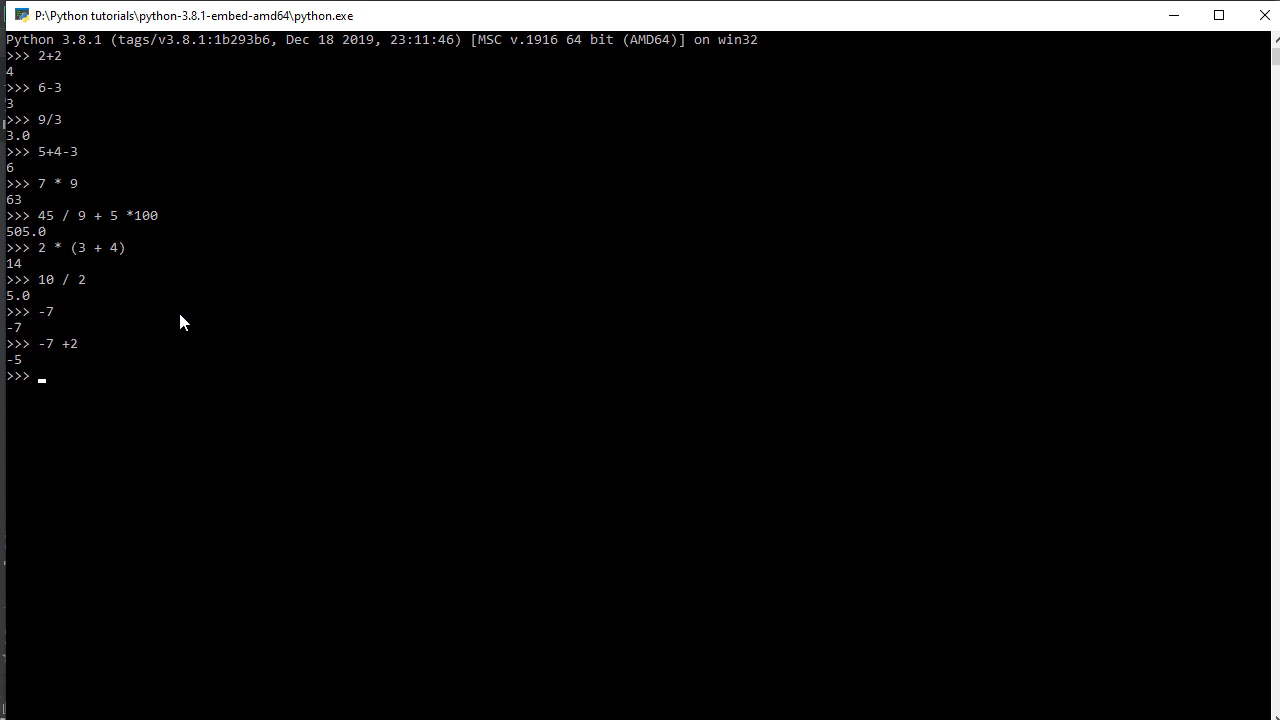 P:\Python tutorials\python-3.8.1-embed-amd64\python.exe
Python 3.8.1 (tags/v3.8.1:1b293b6, Dec 18 2019, 23:11:46) [MSC v.1916 64 bit (AMD64)] on win32
>>> 2+2
4
>>> 6-3
3
>>> 9/3
3.0
>>> 5+4-3
6
>>> 7 * 9
63
>>> 45 / 9 + 5 *100
505.0
>>> 2 * (3 + 4)
14
>>> 10 / 2
5.0
>>> -7
-7
>>> -7 +2
-5
>>>